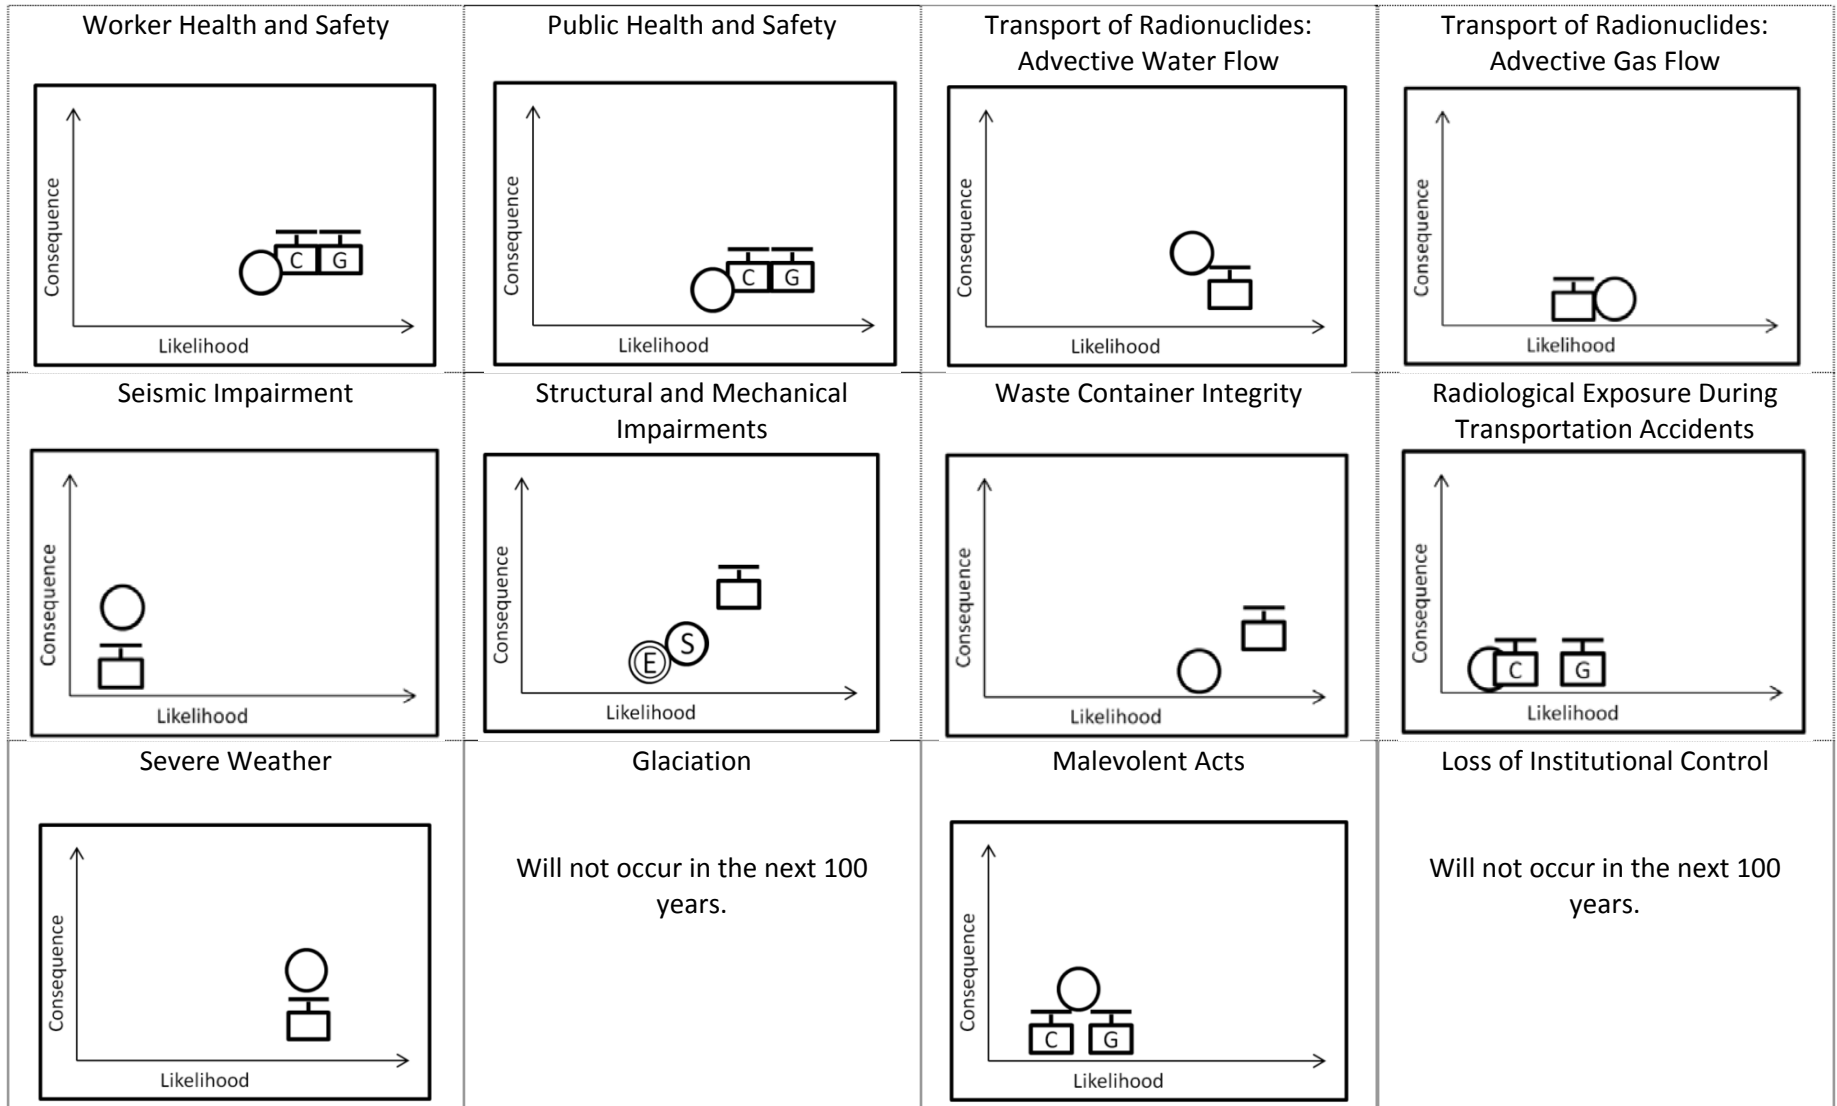 Worker Health and Safety
Consequence
C G
Likelihood
Public Health and Safety
Consequence
C G
Likelihood
Transport of Radionuclides:
Advective Water Flow
Consequence
Likelihood
Transport of Radionuclides:
Advective Gas Flow
Consequence
Likelihood
Seismic Impairment
Consequence
Likelihood
Structural and Mechanical
Impairments
Consequence
E S
Likelihood
Waste Container Integrity
Consequence
Likelihood
Radiological Exposure During
Transportation Accidents
Consequence
C G
Likelihood
Severe Weather
Consequence
Likelihood
Glaciation
Will not occur in the next 100
years.
Malevolent Acts
Consequence
C G
Likelihood
Loss of Institutional Control
Will not occur in the next 100
years.